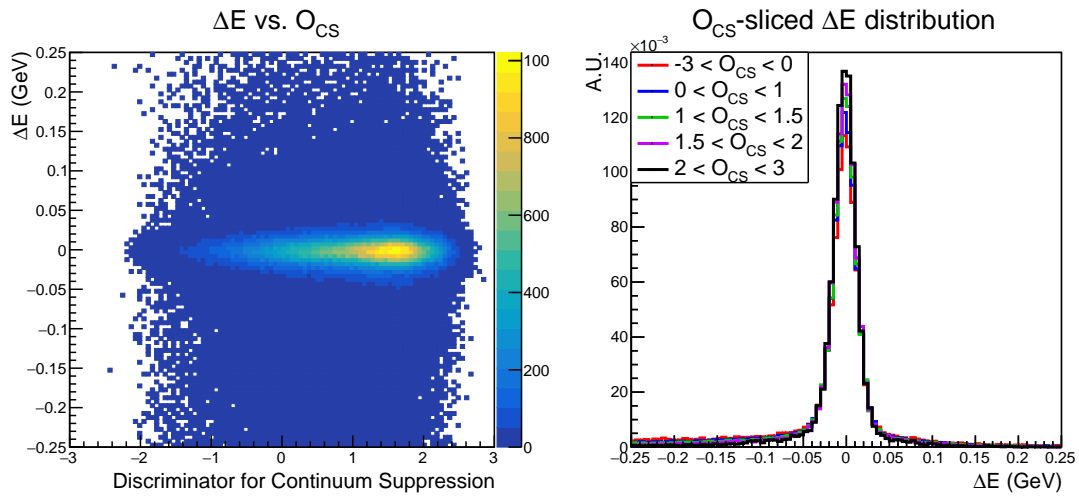 ΔE vs. O_CS
ΔE (GeV)
0.25
0.2
0.15
0.1
0.05
0
−0.05
−0.1
−0.15
−0.2
−0.25
−3 −2 −1 0 1 2 3
Discriminator for Continuum Suppression
1000
800
600
400
200
0
O_CS-sliced ΔE distribution
×10⁻³
A.U.
140
120
100
80
60
40
20
0
-3 < O_CS < 0
0 < O_CS < 1
1 < O_CS < 1.5
1.5 < O_CS < 2
2 < O_CS < 3
−0.25 −0.2 −0.15 −0.1 −0.05 0 0.05 0.1 0.15 0.2 0.25
ΔE (GeV)